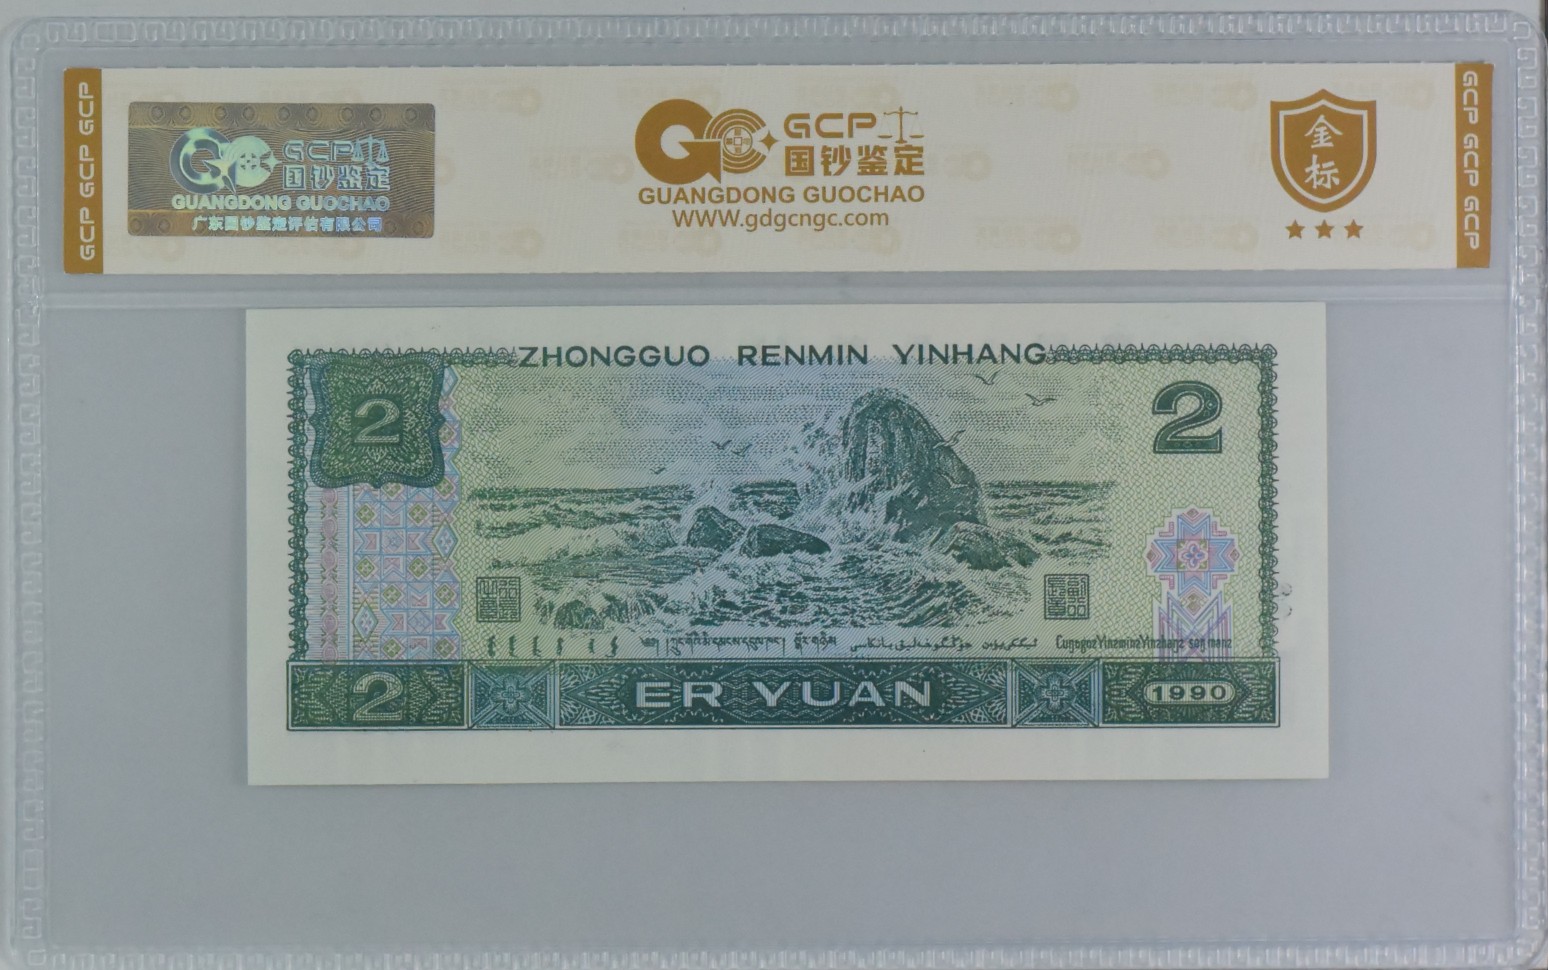 GCP GCP GCP
GCP
国钞鉴定
GUANGDONG GUOCHAO
广东国钞鉴定评估有限公司
GCP
国钞鉴定
GUANGDONG GUOCHAO
WWW.gdgcngc.com
金标
GCP GCP GCP
ZHONGGUO RENMIN YINHANG
2
2
2
ER YUAN
1990